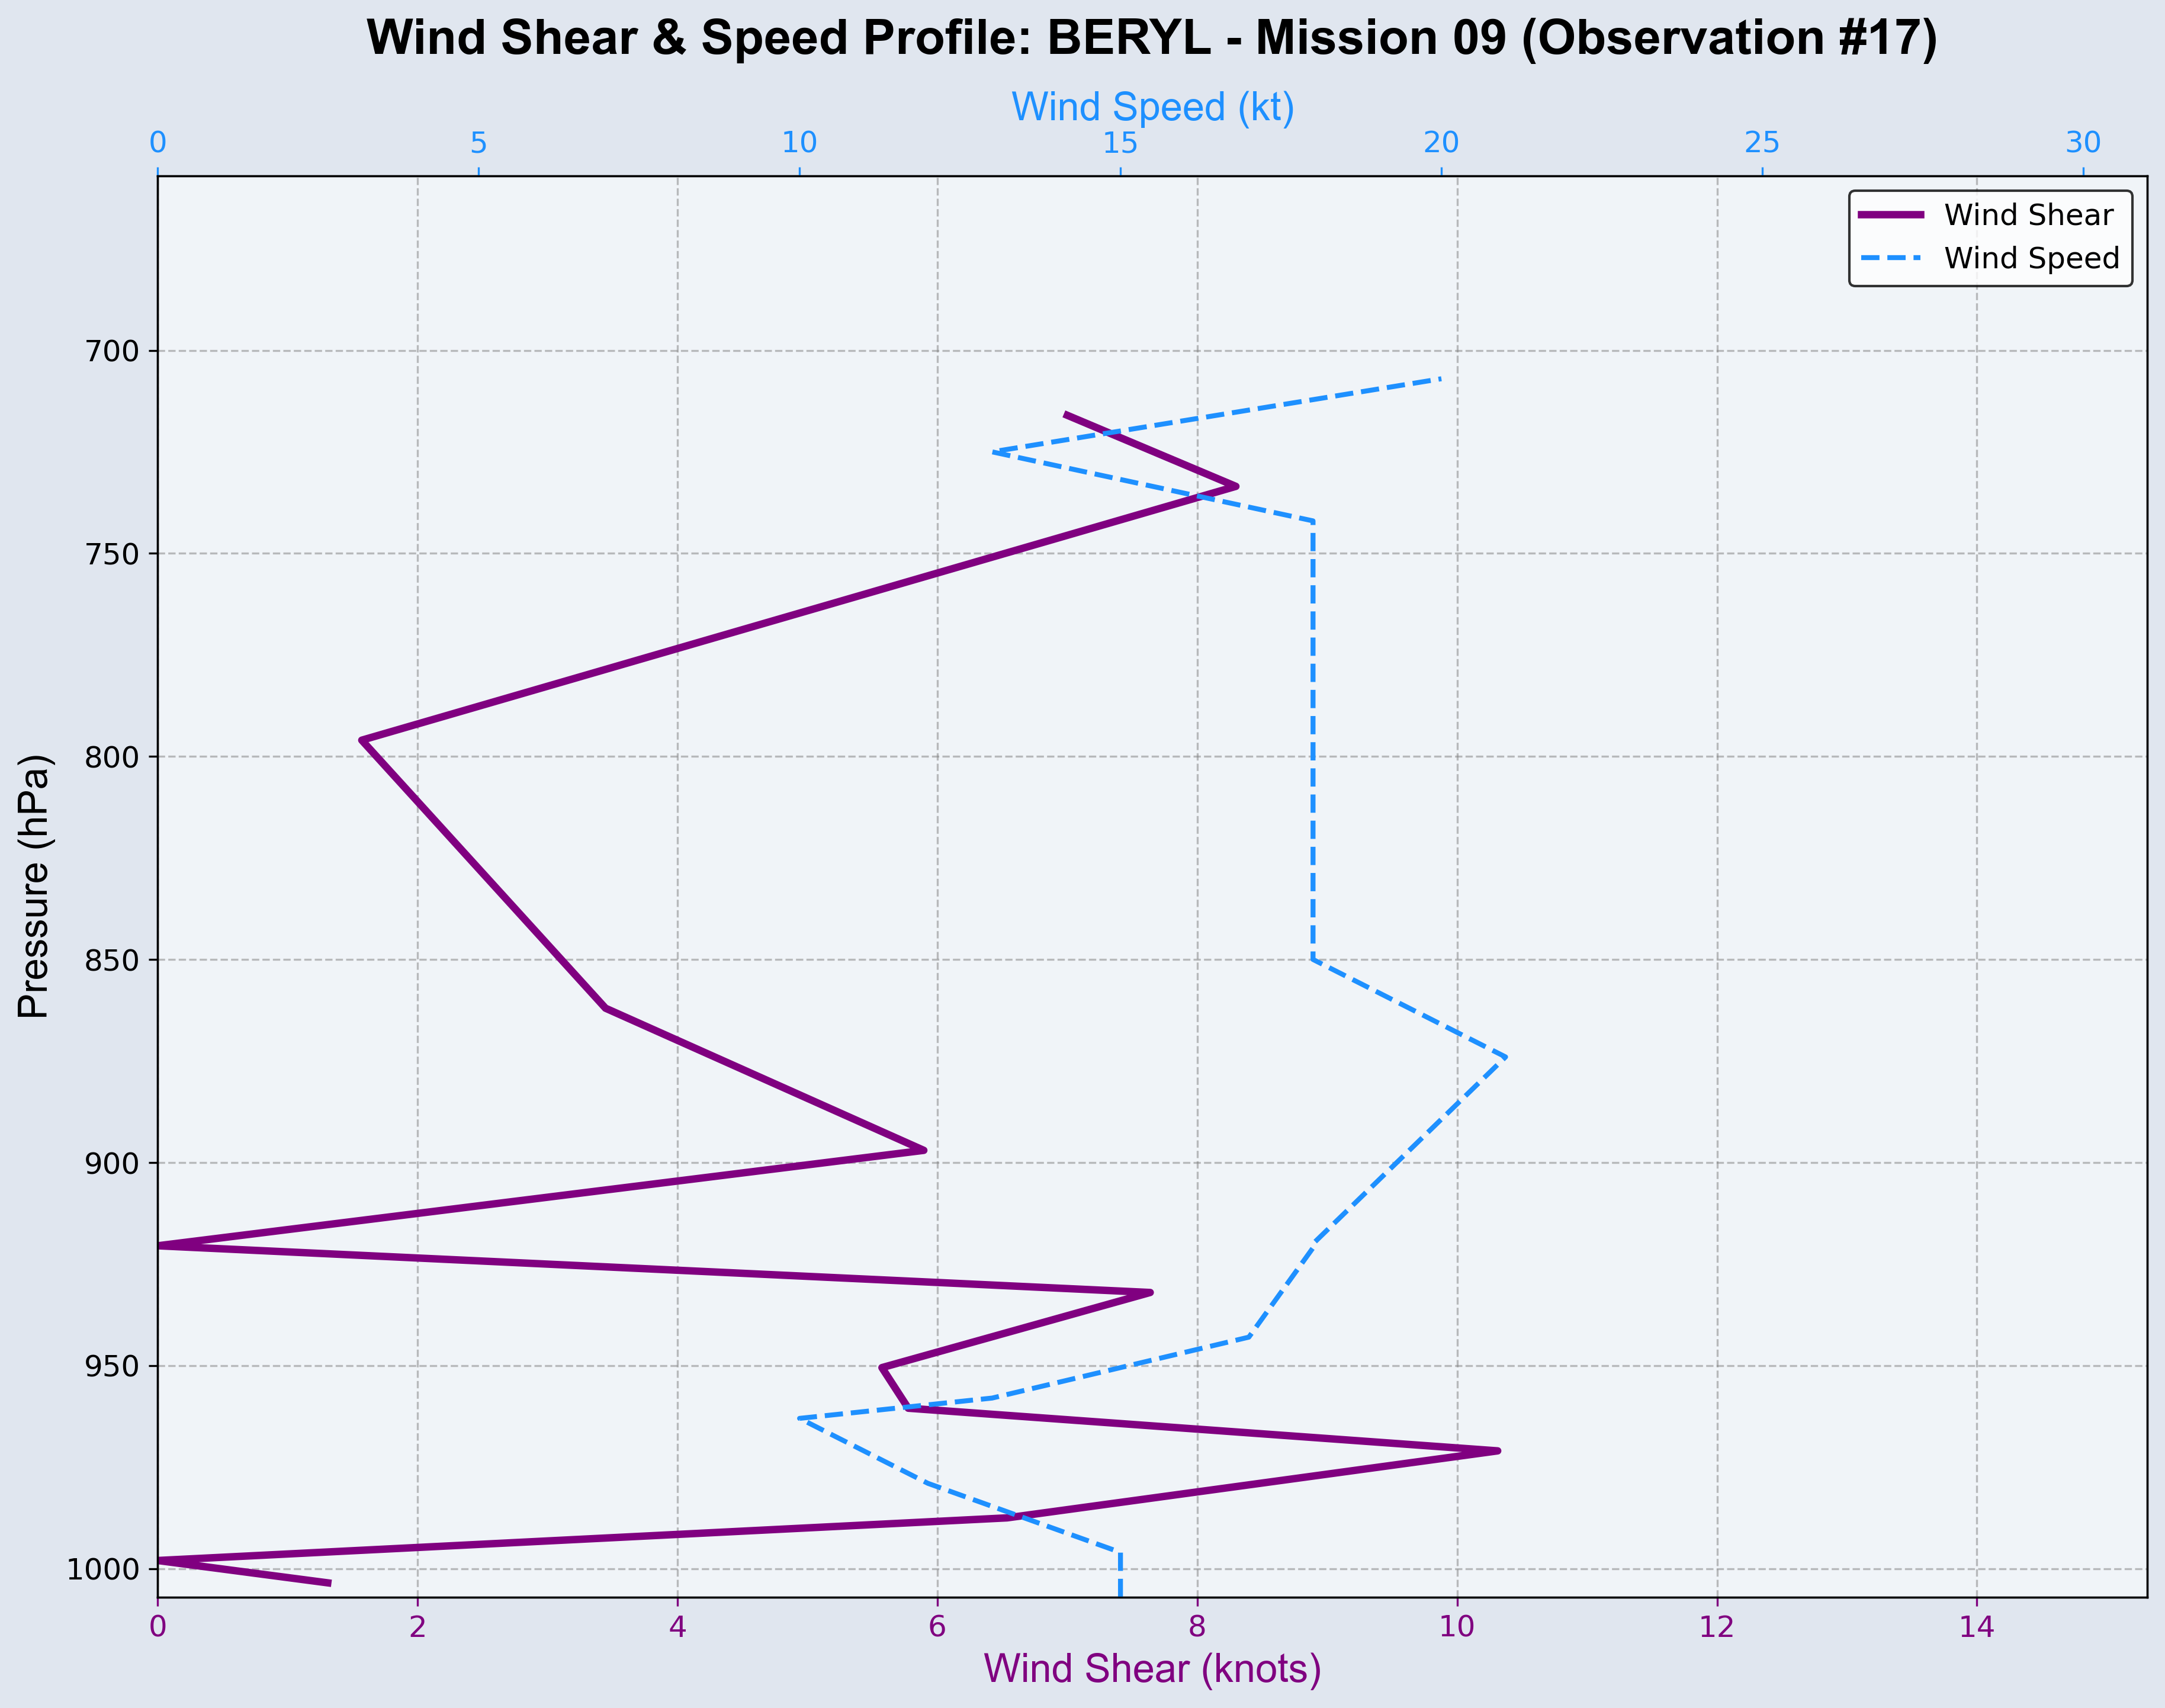 Wind Shear & Speed Profile: BERYL - Mission 09 (Observation #17)
Wind Speed (kt)
0 5 10 15 20 25 30
Wind Shear
Wind Speed
Pressure (hPa)
700
750
800
850
900
950
1000
0 2 4 6 8 10 12 14
Wind Shear (knots)